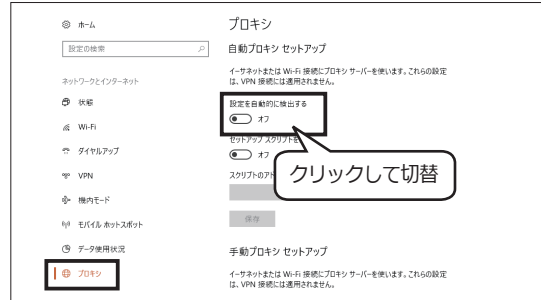 ホーム
設定の検索
ネットワークとインターネット
状態
Wi-Fi
ダイヤルアップ
VPN
機内モード
モバイル ホットスポット
データ使用状況
プロキシ
プロキシ
自動プロキシ セットアップ
イーサネットまたは Wi-Fi 接続にプロキシ サーバーを使います。これらの設定
は、VPN 接続には適用されません。
設定を自動的に検出する
オフ
セットアップ スクリプトを
オフ
スクリプトのアド
クリックして切替
保存
手動プロキシ セットアップ
イーサネットまたは Wi-Fi 接続にプロキシ サーバーを使います。これらの設定
は、VPN 接続には適用されません。